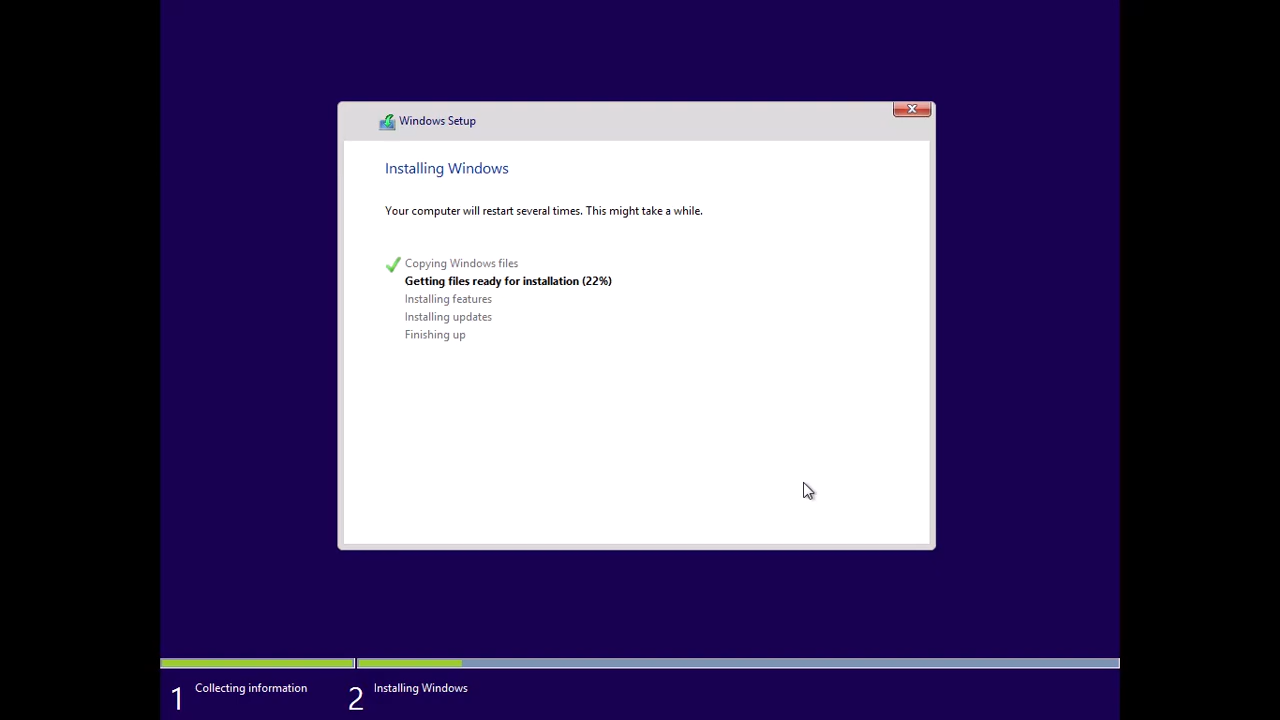 Windows Setup
Installing Windows
Your computer will restart several times. This might take a while.
Copying Windows files
Getting files ready for installation (22%)
Installing features
Installing updates
Finishing up
1 Collecting information
2 Installing Windows